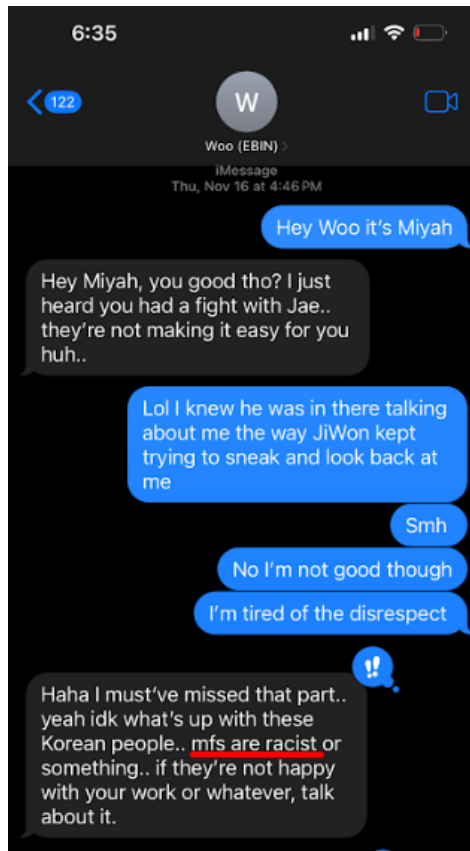 6:35
122
W
Woo (EBIN)
iMessage
Thu, Nov 16 at 4:46 PM
Hey Woo it's Miyah
Hey Miyah, you good tho? I just
heard you had a fight with Jae..
they're not making it easy for you
huh..
Lol I knew he was in there talking
about me the way JiWon kept
trying to sneak and look back at
me
Smh
No I'm not good though
I'm tired of the disrespect
!!
Haha I must've missed that part..
yeah idk what's up with these
Korean people.. mfs are racist or
something.. if they're not happy
with your work or whatever, talk
about it.